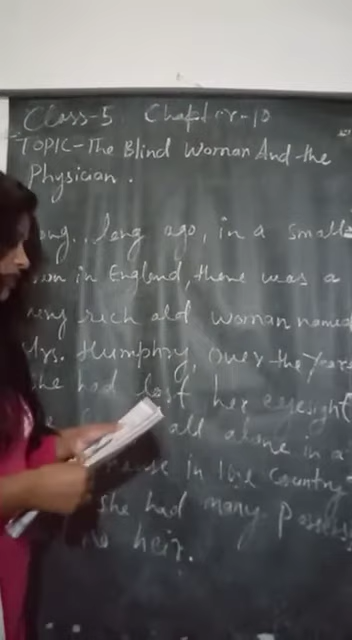 Class-5 Chapter-10
TOPIC-The Blind Woman And the
Physician.
long, ago, in a small
in England, there was a
rich old woman named
Mrs. Humphry, over the years
she had lost her eyesight
all alone in a
in the country
she had many possess
heir.